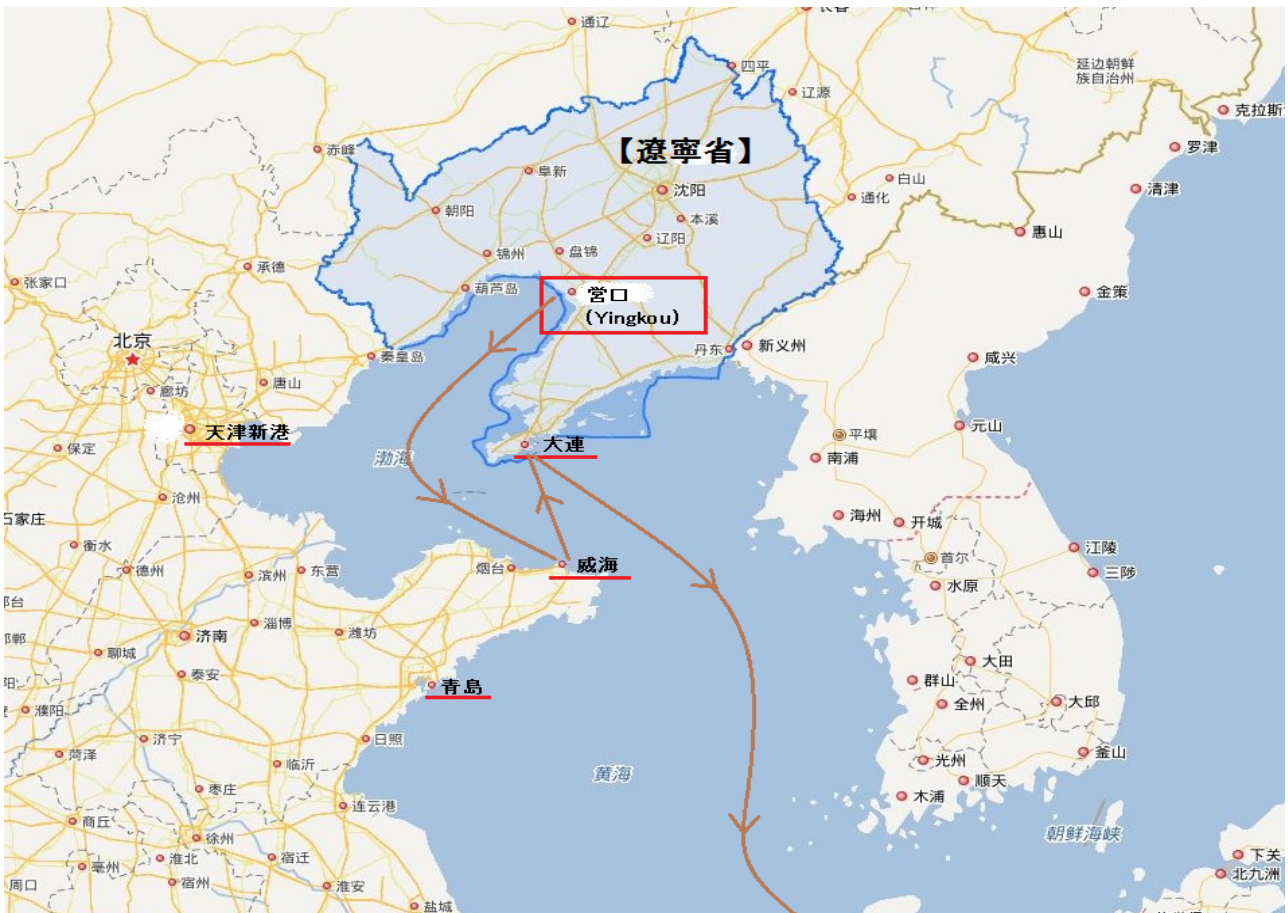 通辽
四平
延边朝鲜
族自治州
辽源
克拉斯
赤峰
【遼寧省】
罗津
阜新
沈阳
白山
清津
朝阳
本溪
通化
辽阳
惠山
锦州
盘锦
承德
张家口
葫芦岛
営口
（Yingkou）
金策
北京
丹东
新义州
咸兴
秦皇岛
廊坊
唐山
天津新港
大連
平壤
元山
保定
渤海
南浦
沧州
石家庄
海州
开城
衡水
江陵
首尔
德州
滨州
东营
烟台
威海
三陟
水原
淄博
潍坊
济南
聊城
大田
泰安
青島
群山
大邱
濮阳
全州
济宁
日照
菏泽
临沂
釜山
黄海
光州
枣庄
顺天
木浦
连云港
商丘
朝鲜海峡
徐州
下关
淮北
宿迁
亳州
北九洲
周口
宿州
淮安
盐城